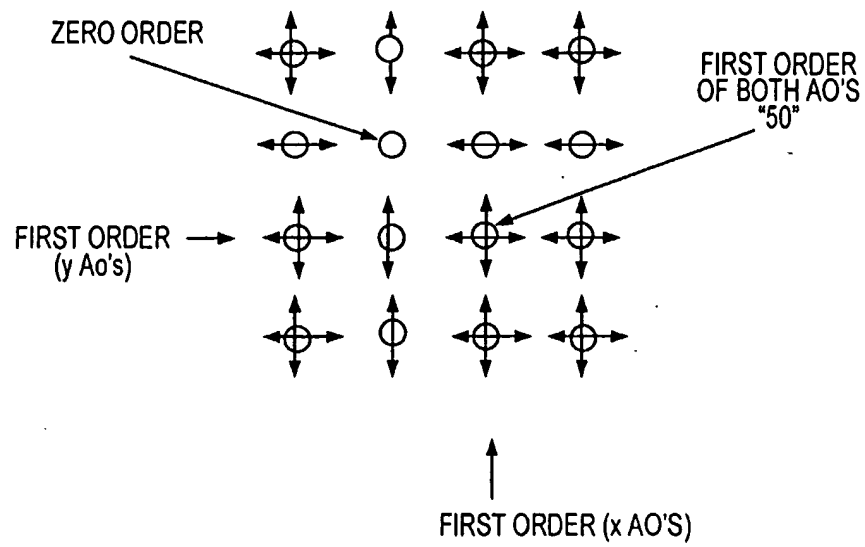 ZERO ORDER
FIRST ORDER
OF BOTH AO'S
"50"
FIRST ORDER
(y Ao's)
FIRST ORDER (x AO'S)